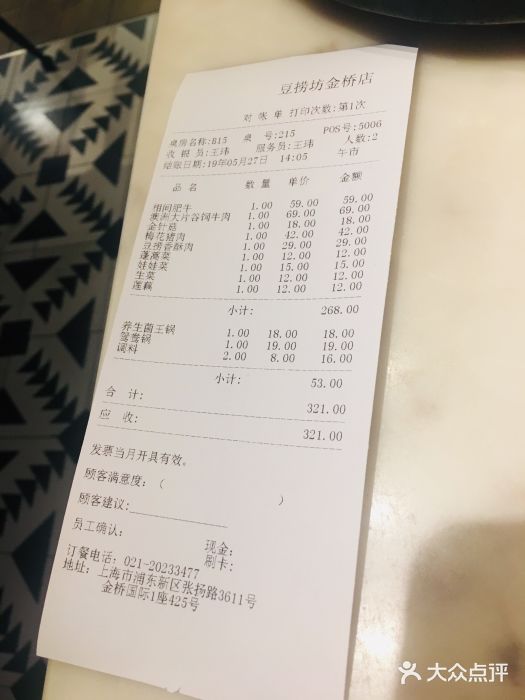 豆捞坊金桥店
对 帐 单 打印次数:第1次
桌席名称:B15 桌 号:215 POS号:5006
收 银 员:王玮 服务员:王玮 人数:2
结账日期:19年05月27日 14:05 午市
品 名 数 量 单价 金额
相间肥牛 1.00 59.00 59.00
澳洲大片谷饲牛肉 1.00 69.00 69.00
金针菇 1.00 18.00 18.00
梅花猪肉 1.00 42.00 42.00
豆捞香酥肉 1.00 29.00 29.00
蓬蒿菜 1.00 12.00 12.00
娃娃菜 1.00 15.00 15.00
生菜 1.00 12.00 12.00
莲藕 1.00 12.00 12.00
小计: 268.00
养生菌王锅 1.00 18.00 18.00
鸳鸯锅 1.00 19.00 19.00
调料 2.00 8.00 16.00
小计: 53.00
合 计: 321.00
应 收: 321.00
发票当月开具有效。
顾客满意度:( )
顾客建议:
员工确认: 现金:
刷卡:
订餐电话:021-20233477
地址: 上海市浦东新区张杨路3611号
金桥国际1座425号
大众点评